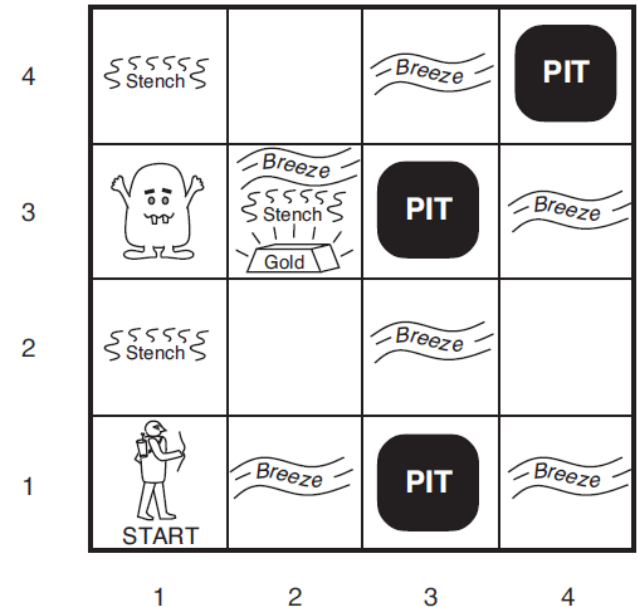 4
Stench
Breeze
PIT
3
Breeze
Stench
Gold
PIT
Breeze
2
Stench
Breeze
1
START
Breeze
PIT
Breeze
1 2 3 4